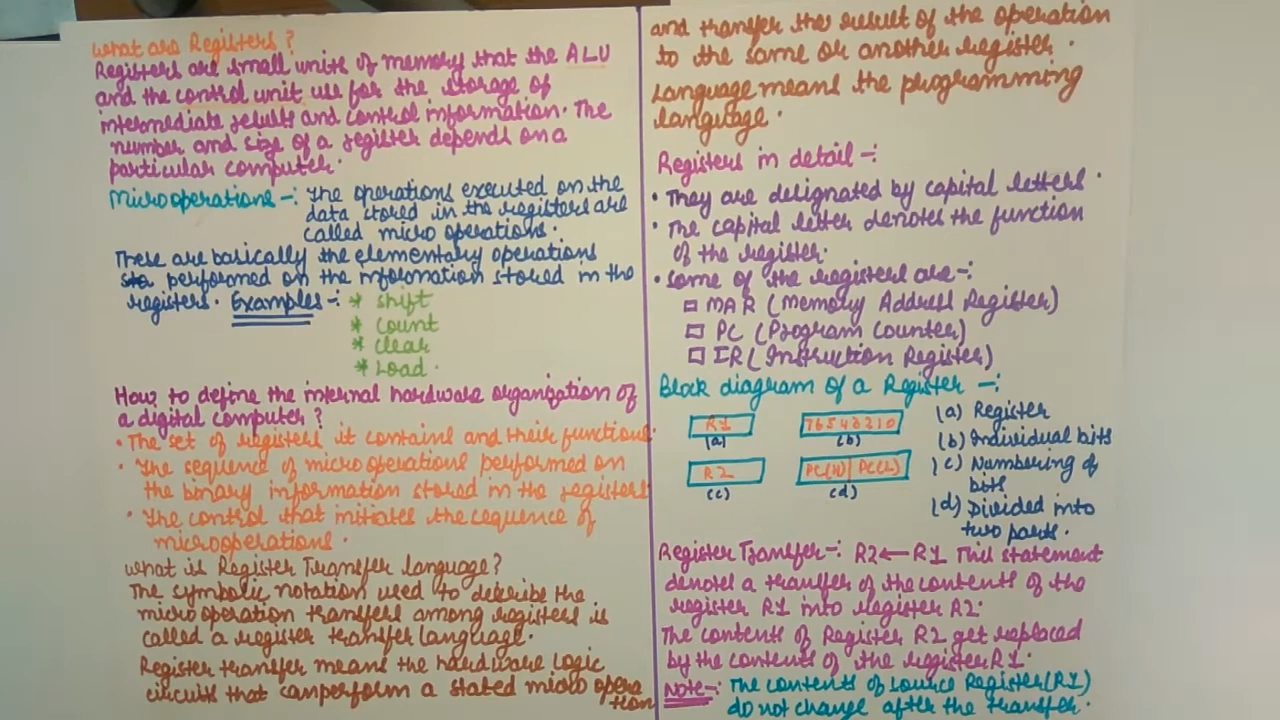 What are Registers?
Registers are small units of memory that the ALU
and the control unit use for the storage of
intermediate results and control information. The
number and size of a register depends on a
particular computer.
Microoperations -: The operations executed on the
data stored in the registers are
called micro operations.
These are basically the elementary operations
performed on the information stored in the
registers. Examples -: * Shift
* Count
* Clear
* Load.
How to define the internal hardware organization of
a digital computer?
• The set of registers it contains and their functions.
• The sequence of microoperations performed on
the binary information stored in the registers
• The control that initiates the sequence of
microoperations.
What is Register Transfer language?
The symbolic notation used to describe the
microoperation transfers among registers is
called a register transfer language.
Register transfer means the hardware logic
circuits that can perform a stated micro opera
tion
and transfer the result of the operation
to the same or another register.
Language means the programming
language.
Registers in detail -:
• They are designated by capital letters.
• The capital letter denotes the function
of the register.
• Some of the registers are -:
□ MAR (Memory Address Register)
□ PC (Program Counter)
□ IR (Instruction Register)
Block diagram of a Register -:
R1
(a)
76543210
(b)
R2
(c)
PC(H) PC(L)
(d)
(a) Register
(b) Individual bits
(c) Numbering of
bits
(d) Divided into
two parts.
Register Transfer -: R2 ← R1 This statement
denotes a transfer of the contents of the
register R1 into register R2.
The contents of Register R2 get replaced
by the contents of the register R1.
Note -: The contents of source Register (R1)
do not change after the transfer.